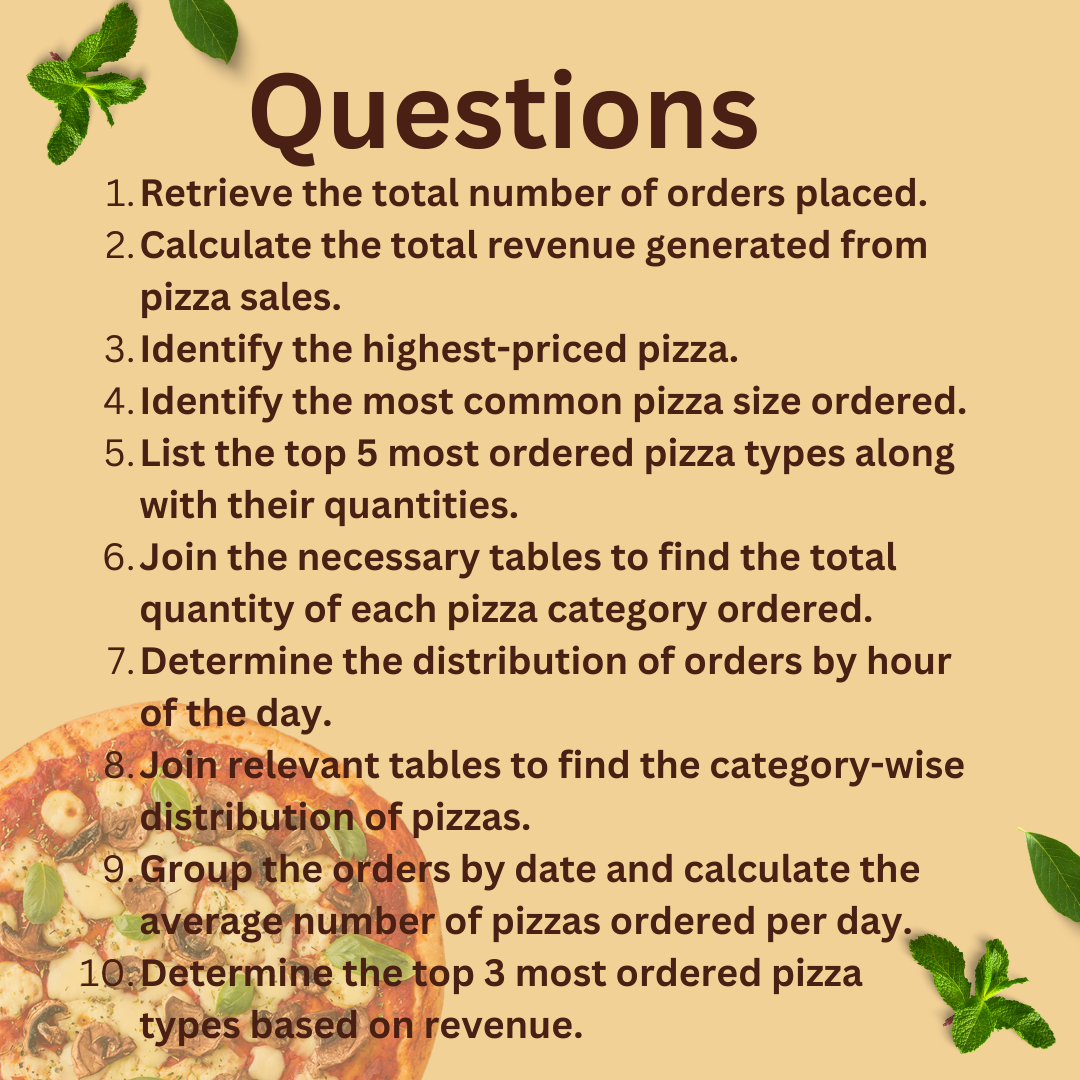 Questions
1. Retrieve the total number of orders placed.
2. Calculate the total revenue generated from
pizza sales.
3. Identify the highest-priced pizza.
4. Identify the most common pizza size ordered.
5. List the top 5 most ordered pizza types along
with their quantities.
6. Join the necessary tables to find the total
quantity of each pizza category ordered.
7. Determine the distribution of orders by hour
of the day.
8. Join relevant tables to find the category-wise
distribution of pizzas.
9. Group the orders by date and calculate the
average number of pizzas ordered per day.
10. Determine the top 3 most ordered pizza
types based on revenue.